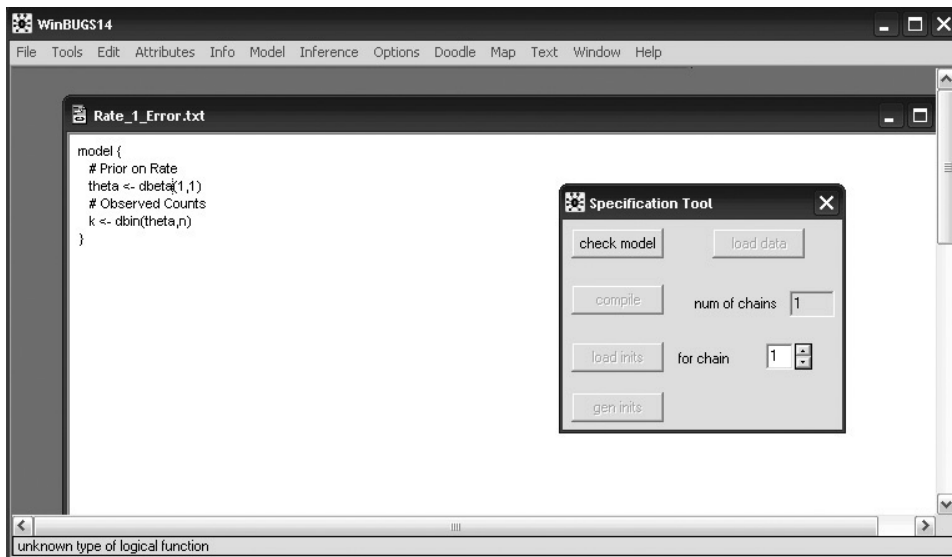 WinBUGS14
File Tools Edit Attributes Info Model Inference Options Doodle Map Text Window Help
Rate_1_Error.txt
model {
# Prior on Rate
theta <- dbeta(1,1)
# Observed Counts
k <- dbin(theta,n)
}
Specification Tool
check model load data
compile num of chains 1
load inits for chain 1
gen inits
unknown type of logical function